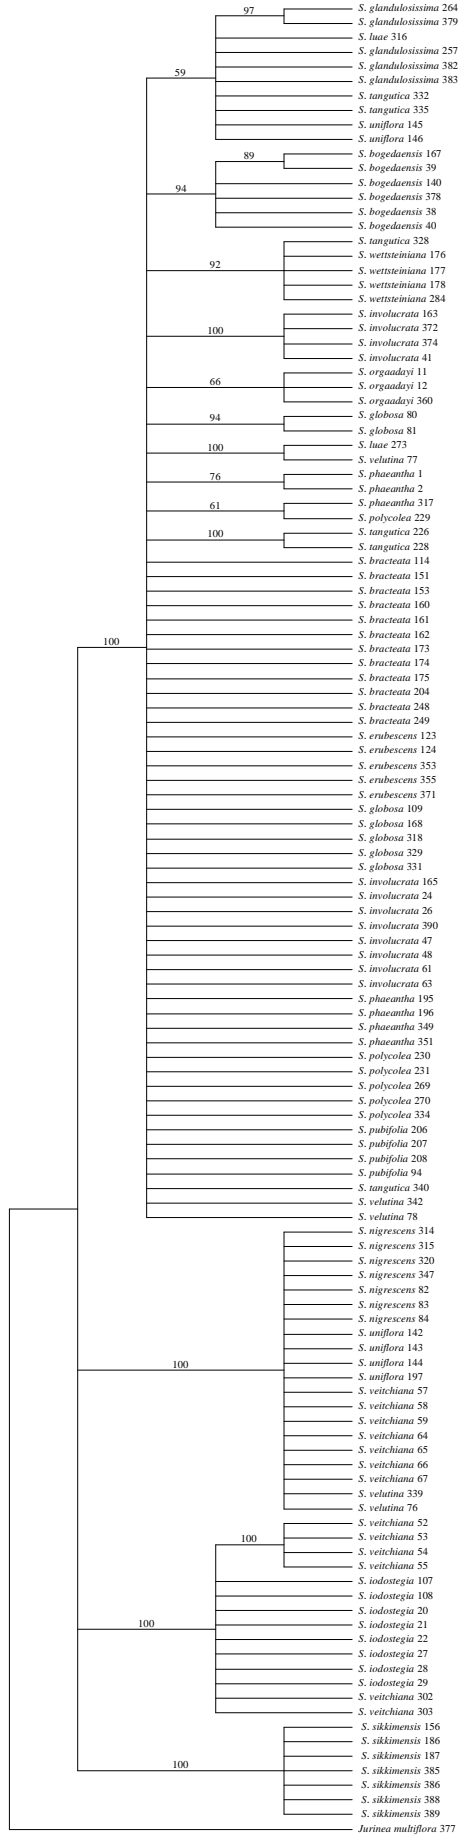 S. glandulosissima 264
97
S. glandulosissima 379
S. luae 316
S. glandulosissima 257
S. glandulosissima 382
59
S. glandulosissima 383
S. tangutica 332
S. tangutica 335
S. uniflora 145
S. uniflora 146
S. bogedaensis 167
89
S. bogedaensis 39
S. bogedaensis 140
94
S. bogedaensis 378
S. bogedaensis 38
S. bogedaensis 40
S. tangutica 328
S. wettsteiniana 176
92
S. wettsteiniana 177
S. wettsteiniana 178
S. wettsteiniana 284
S. involucrata 163
100
S. involucrata 372
S. involucrata 374
S. involucrata 41
S. orgaadayi 11
66
S. orgaadayi 12
S. orgaadayi 360
S. globosa 80
94
S. globosa 81
S. luae 273
100
S. velutina 77
S. phaeantha 1
76
S. phaeantha 2
S. phaeantha 317
61
S. polycolea 229
S. tangutica 226
100
S. tangutica 228
S. bracteata 114
S. bracteata 151
S. bracteata 153
S. bracteata 160
S. bracteata 161
S. bracteata 162
100
S. bracteata 173
S. bracteata 174
S. bracteata 175
S. bracteata 204
S. bracteata 248
S. bracteata 249
S. erubescens 123
S. erubescens 124
S. erubescens 353
S. erubescens 355
S. erubescens 371
S. globosa 109
S. globosa 168
S. globosa 318
S. globosa 329
S. globosa 331
S. involucrata 165
S. involucrata 24
S. involucrata 26
S. involucrata 390
S. involucrata 47
S. involucrata 48
S. involucrata 61
S. involucrata 63
S. phaeantha 195
S. phaeantha 196
S. phaeantha 349
S. phaeantha 351
S. polycolea 230
S. polycolea 231
S. polycolea 269
S. polycolea 270
S. polycolea 334
S. pubifolia 206
S. pubifolia 207
S. pubifolia 208
S. pubifolia 94
S. tangutica 340
S. velutina 342
S. velutina 78
S. nigrescens 314
S. nigrescens 315
S. nigrescens 320
S. nigrescens 347
S. nigrescens 82
S. nigrescens 83
S. nigrescens 84
S. uniflora 142
S. uniflora 143
100
S. uniflora 144
S. uniflora 197
S. veitchiana 57
S. veitchiana 58
S. veitchiana 59
S. veitchiana 64
S. veitchiana 65
S. veitchiana 66
S. veitchiana 67
S. velutina 339
S. velutina 76
S. veitchiana 52
100
S. veitchiana 53
S. veitchiana 54
S. veitchiana 55
S. iodostegia 107
S. iodostegia 108
S. iodostegia 20
100
S. iodostegia 21
S. iodostegia 22
S. iodostegia 27
S. iodostegia 28
S. iodostegia 29
S. veitchiana 302
S. veitchiana 303
S. sikkimensis 156
S. sikkimensis 186
S. sikkimensis 187
100
S. sikkimensis 385
S. sikkimensis 386
S. sikkimensis 388
S. sikkimensis 389
Jurinea multiflora 377